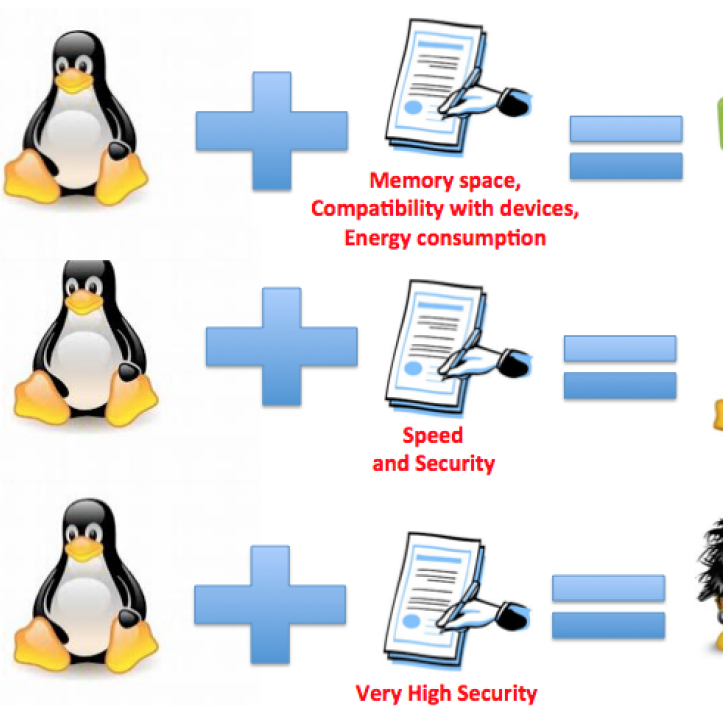 Memory space,
Compatibility with devices,
Energy consumption
Speed
and Security
Very High Security